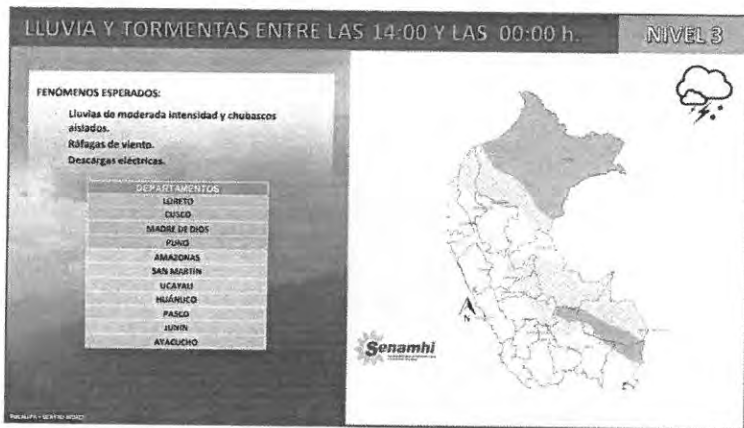 LLUVIA Y TORMENTAS ENTRE LAS 14:00 Y LAS 00:00 h.
NIVEL 3
FENÓMENOS ESPERADOS:
Lluvias de moderada intensidad y chubascos
aislados.
Ráfagas de viento.
Descargas eléctricas.
DEPARTAMENTOS
LORETO
CUSCO
MADRE DE DIOS
PUNO
AMAZONAS
SAN MARTÍN
UCAYALI
HUÁNUCO
PASCO
JUNÍN
AYACUCHO
N
Senamhi